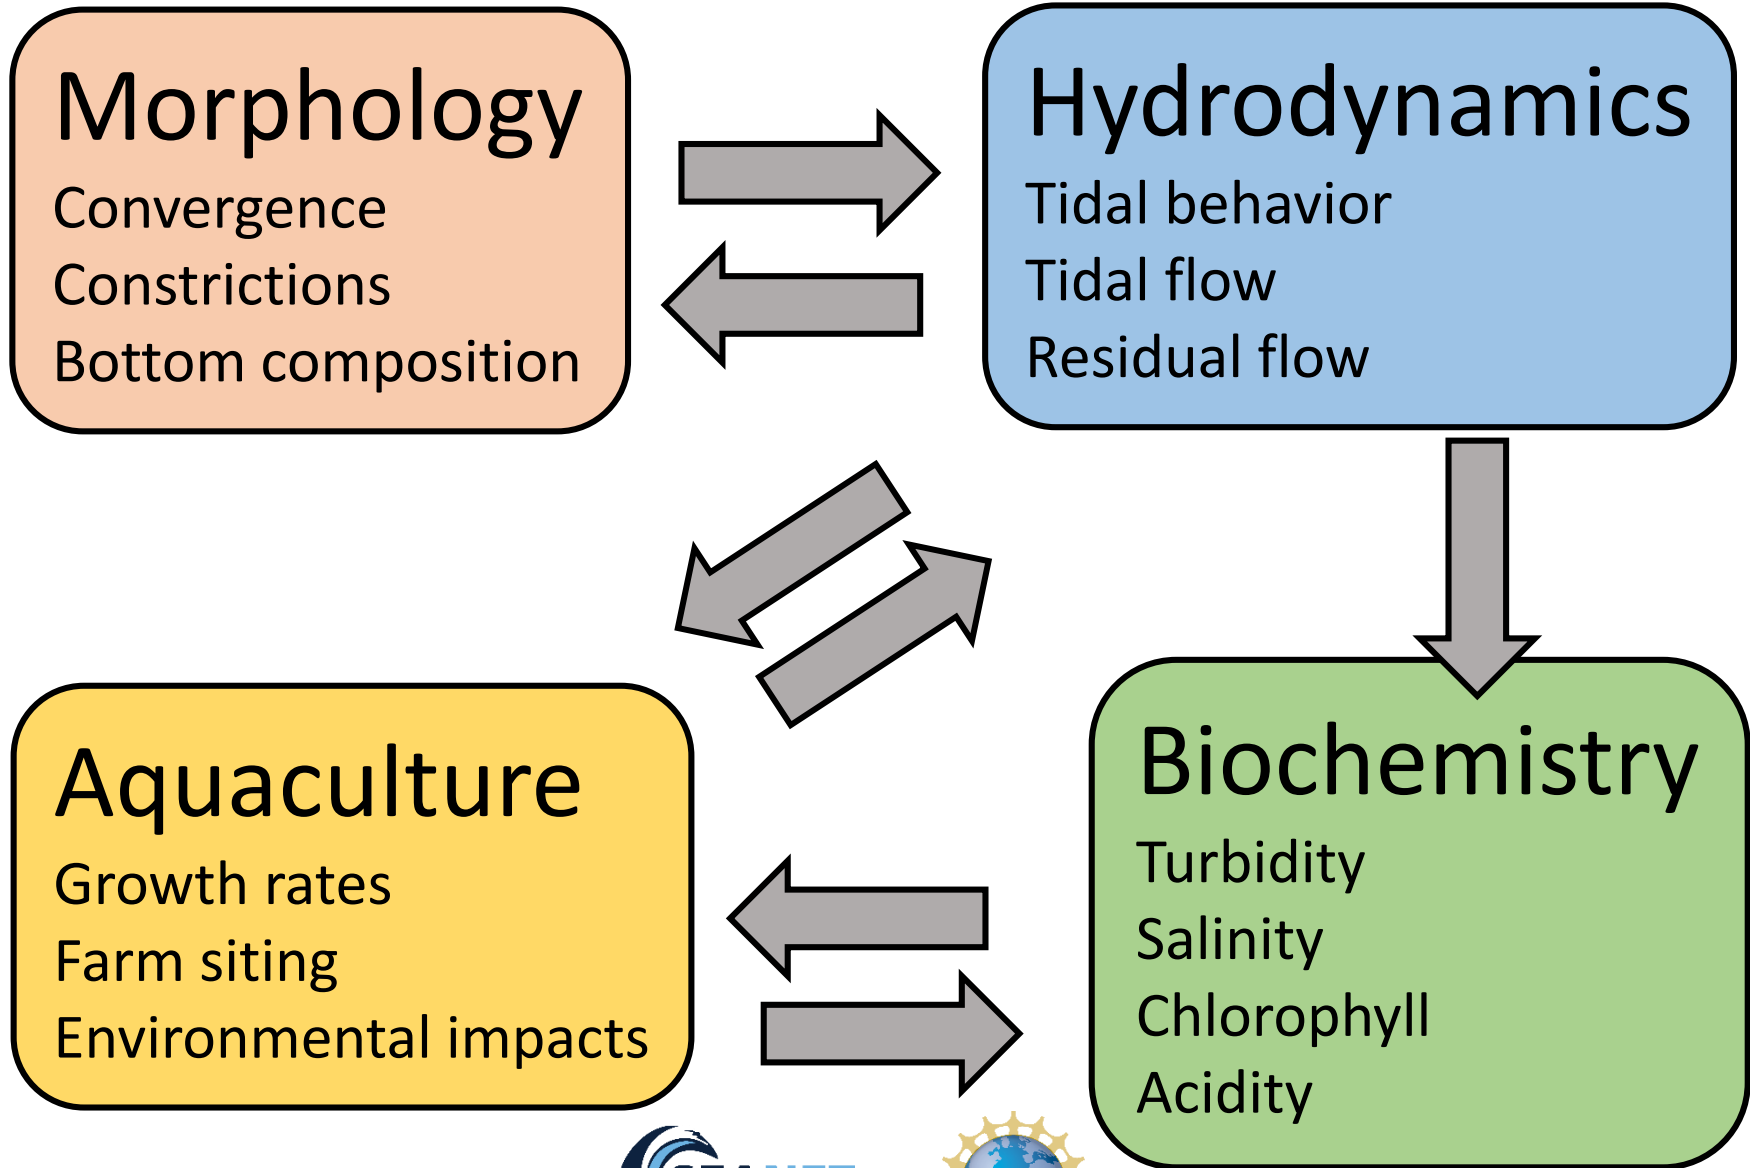 Morphology
Convergence
Constrictions
Bottom composition
Hydrodynamics
Tidal behavior
Tidal flow
Residual flow
Aquaculture
Growth rates
Farm siting
Environmental impacts
Biochemistry
Turbidity
Salinity
Chlorophyll
Acidity
SEANET